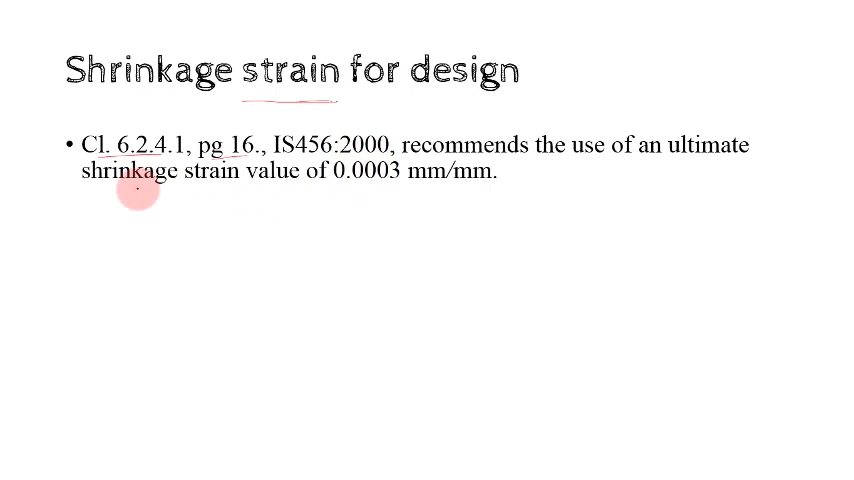 Shrinkage strain for design
• Cl. 6.2.4.1, pg 16., IS456:2000, recommends the use of an ultimate
shrinkage strain value of 0.0003 mm/mm.